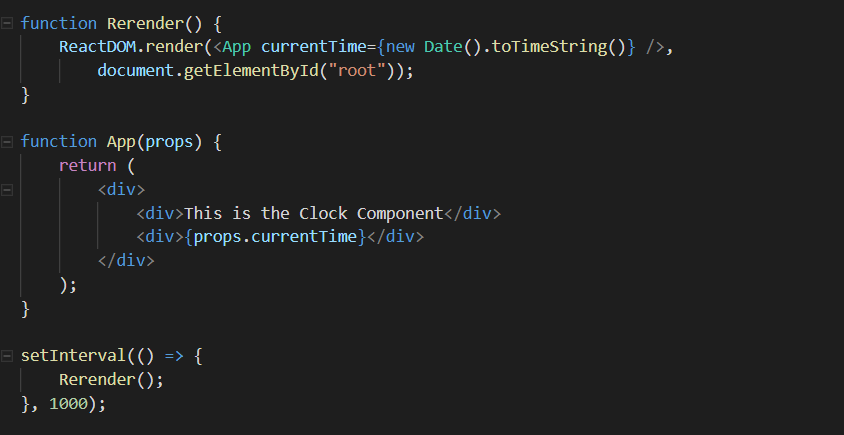 function Rerender() {
    ReactDOM.render(<App currentTime={new Date().toTimeString()} />,
        document.getElementById("root"));
}

function App(props) {
    return (
        <div>
            <div>This is the Clock Component</div>
            <div>{props.currentTime}</div>
        </div>
    );
}

setInterval(() => {
    Rerender();
}, 1000);